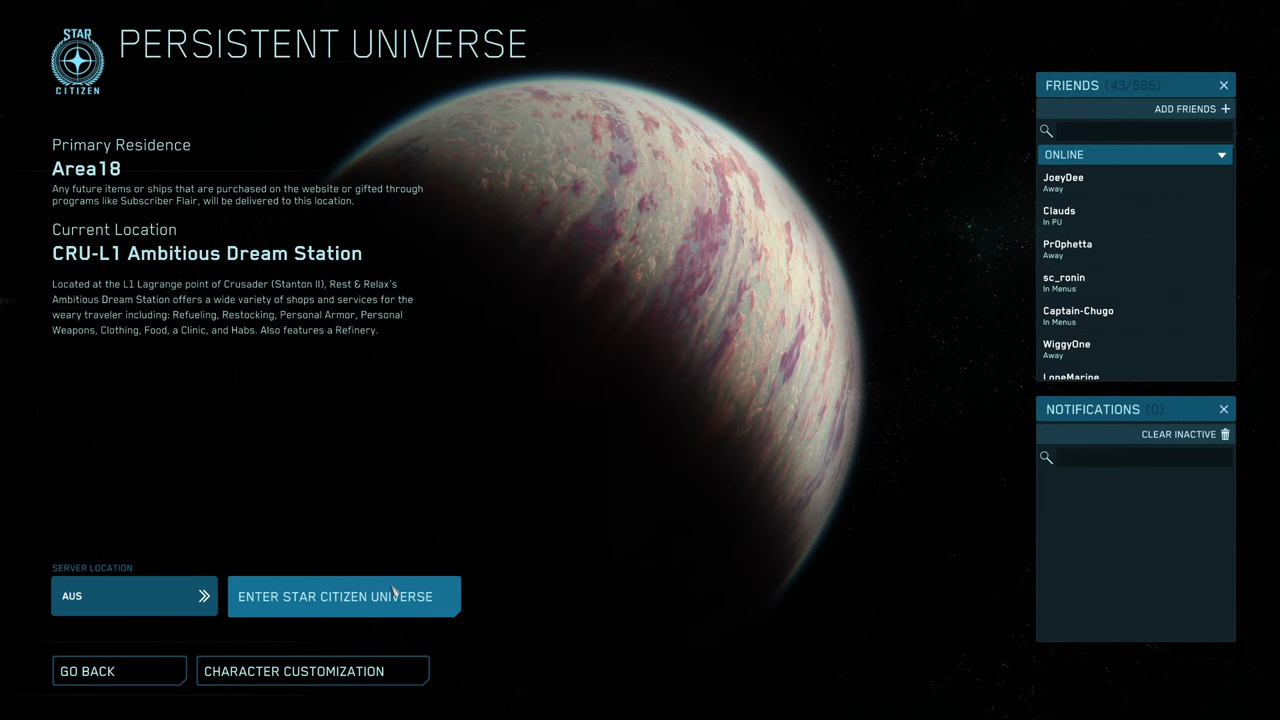 STAR
CITIZEN
PERSISTENT UNIVERSE
Primary Residence
Area18
Any future items or ships that are purchased on the website or gifted through
programs like Subscriber Flair, will be delivered to this location.
Current Location
CRU-L1 Ambitious Dream Station
Located at the L1 Lagrange point of Crusader (Stanton II), Rest & Relax's
Ambitious Dream Station offers a wide variety of shops and services for the
weary traveler including: Refueling, Restocking, Personal Armor, Personal
Weapons, Clothing, Food, a Clinic, and Habs. Also features a Refinery.
SERVER LOCATION
AUS
ENTER STAR CITIZEN UNIVERSE
GO BACK
CHARACTER CUSTOMIZATION
FRIENDS (43/585)
ADD FRIENDS +
ONLINE
JoeyDee
Away
Clauds
In PU
Pr0phetta
Away
sc_ronin
In Menus
Captain-Chugo
In Menus
WiggyOne
Away
LoneMarine
NOTIFICATIONS (0)
CLEAR INACTIVE